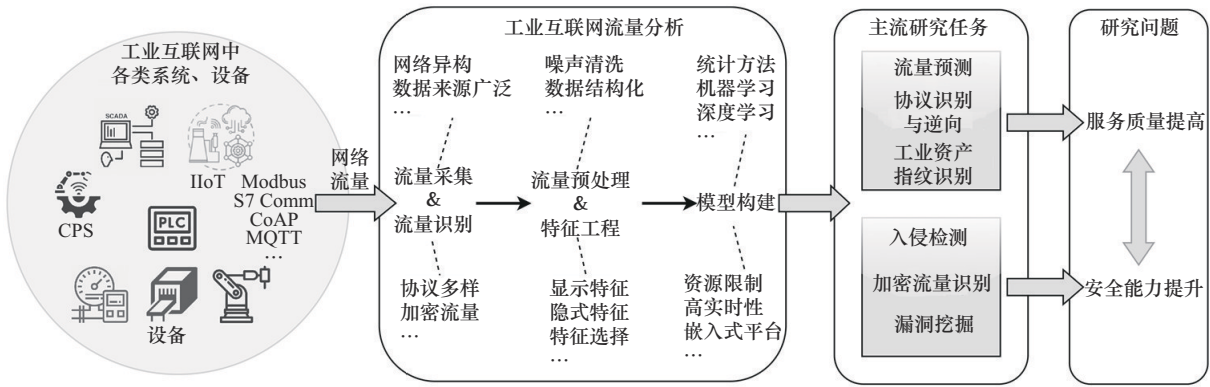 工业互联网中
各类系统、设备
SCADA
IIoT
Modbus
S7 Comm
CoAP
MQTT
…
CPS
PLC
设备
网络
流量
工业互联网流量分析
网络异构
数据来源广泛
…
噪声清洗
数据结构化
…
统计方法
机器学习
深度学习
…
流量采集
&
流量识别
流量预处理
&
特征工程
模型构建
协议多样
加密流量
…
显示特征
隐式特征
特征选择
…
资源限制
高实时性
嵌入式平台
…
主流研究任务
流量预测
协议识别
与逆向
工业资产
指纹识别
入侵检测
加密流量识别
漏洞挖掘
研究问题
服务质量提高
安全能力提升